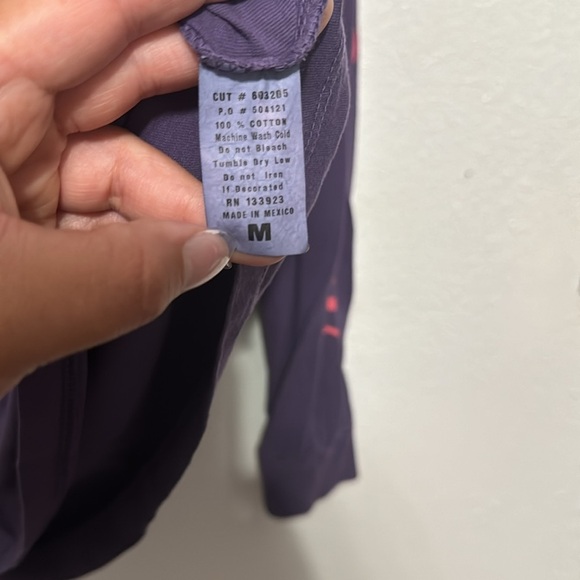 CUT # 603205
P.O # 504121
100 % COTTON
Machine Wash Cold
Do not Bleach
Tumble Dry Low
Do not Iron
If Decorated
RN 133923
MADE IN MEXICO
M